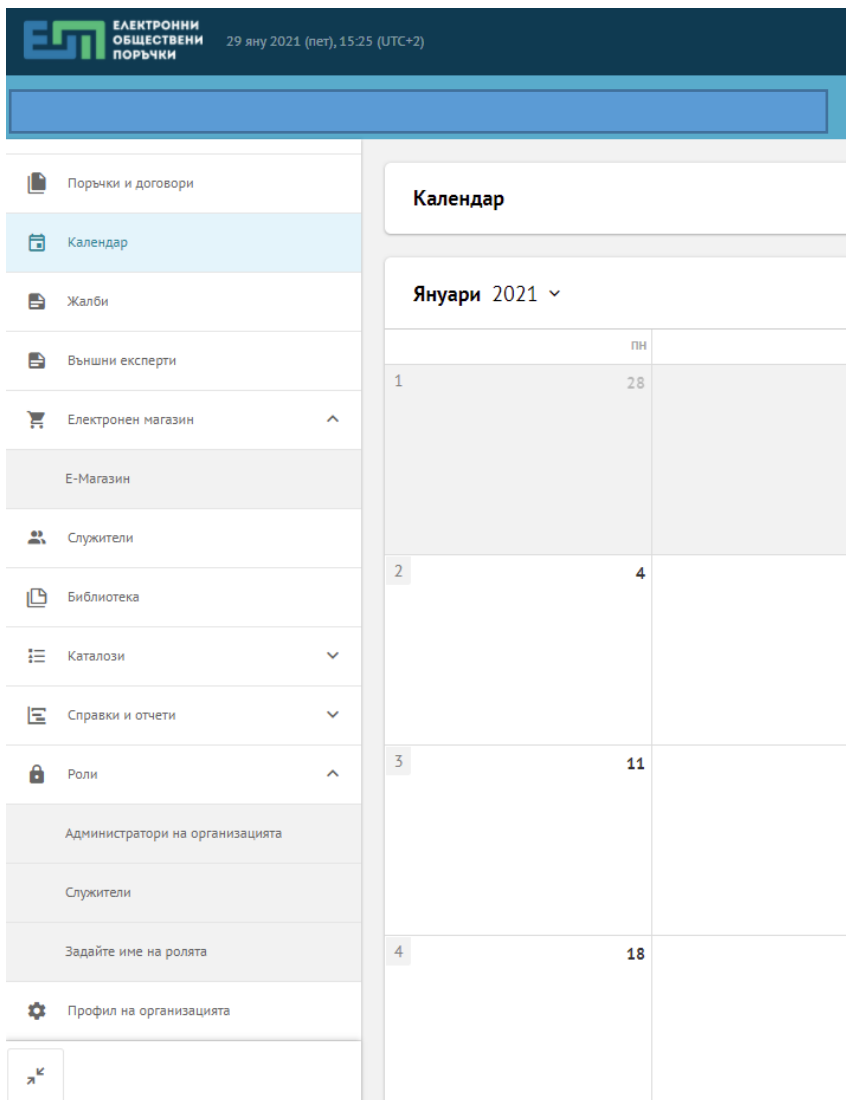 ЕЛЕКТРОННИ
ОБЩЕСТВЕНИ
ПОРЪЧКИ
29 яну 2021 (пет), 15:25 (UTC+2)
Поръчки и договори
Календар
Жалби
Външни експерти
Електронен магазин
Е-Магазин
Служители
Библиотека
Каталози
Справки и отчети
Роли
Администратори на организацията
Служители
Задайте име на ролята
Профил на организацията
Календар
Януари 2021
пн
1 28
2 4
3 11
4 18